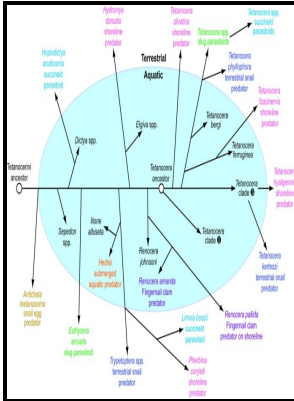 Hydromya
dorsalis
shoreline
predator
Tetanocera
silvatica
shoreline
predator
Tetanocera spp.
slug parasitoids
Tetanocera spp.
succineid
parasitoids
Hoplodictya
acuticornis
succineid
parasitoid
Terrestrial
Aquatic
Tetanocera
phyllophora
terrestrial snail
predator
Dictya spp.
Elgiva spp.
Tetanocera
bergi
Tetanocera
fuscinervis
shoreline
predator
Tetanocera
ferruginea
Tetanocerini
ancestor
Tetanocera
ancestor
Tetanocera
clade
Tetanocera
hyalipennis
shoreline
predator
Sepedon
spp.
Ilione
albiseta
Hedria
submerged
aquatic predator
Renocera
johnsoni
Tetanocera
clade
Tetanocera
kerteszi
terrestrial snail
predator
Renocera amanda
Fingernail clam
predator
Anticheta
melanosoma
snail egg
predator
Euthycera
arcuata
slug parasitoid
Trypetoptera spp.
terrestrial snail
predator
Limnia boscii
succineid
parasitoid
Renocera pallida
Fingernail clam
predator on shoreline
Pherbina
coryleti
shoreline
predator